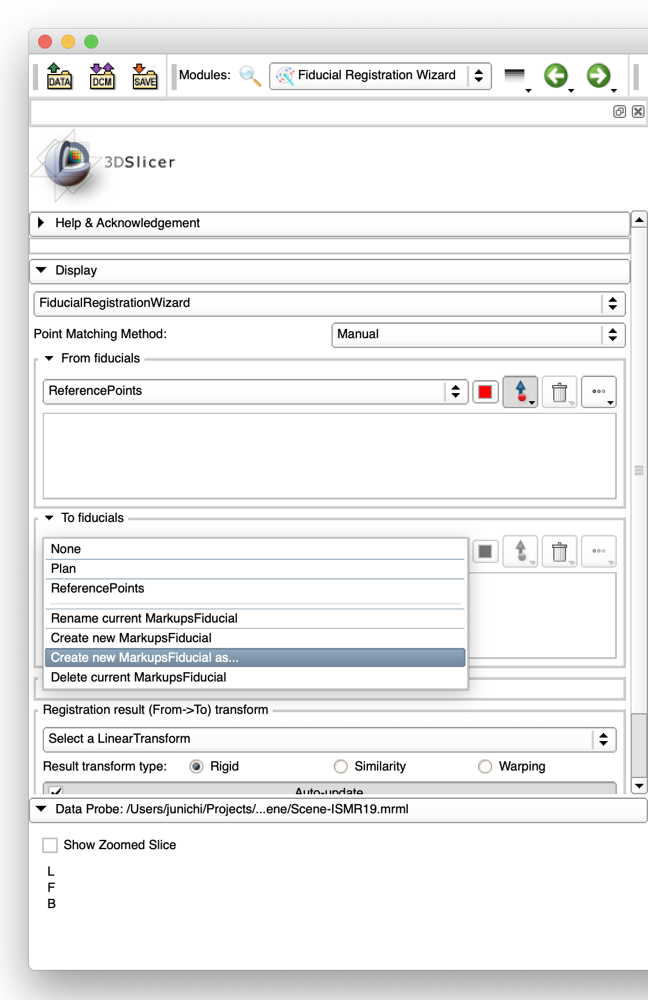 DATA DCM SAVE Modules: Fiducial Registration Wizard
3DSlicer
Help & Acknowledgement
Display
FiducialRegistrationWizard
Point Matching Method: Manual
From fiducials
ReferencePoints
To fiducials
None
Plan
ReferencePoints
Rename current MarkupsFiducial
Create new MarkupsFiducial
Create new MarkupsFiducial as...
Delete current MarkupsFiducial
Registration result (From->To) transform
Select a LinearTransform
Result transform type: Rigid Similarity Warping
Auto-update
Data Probe: /Users/junichi/Projects/...ene/Scene-ISMR19.mrml
Show Zoomed Slice
L
F
B